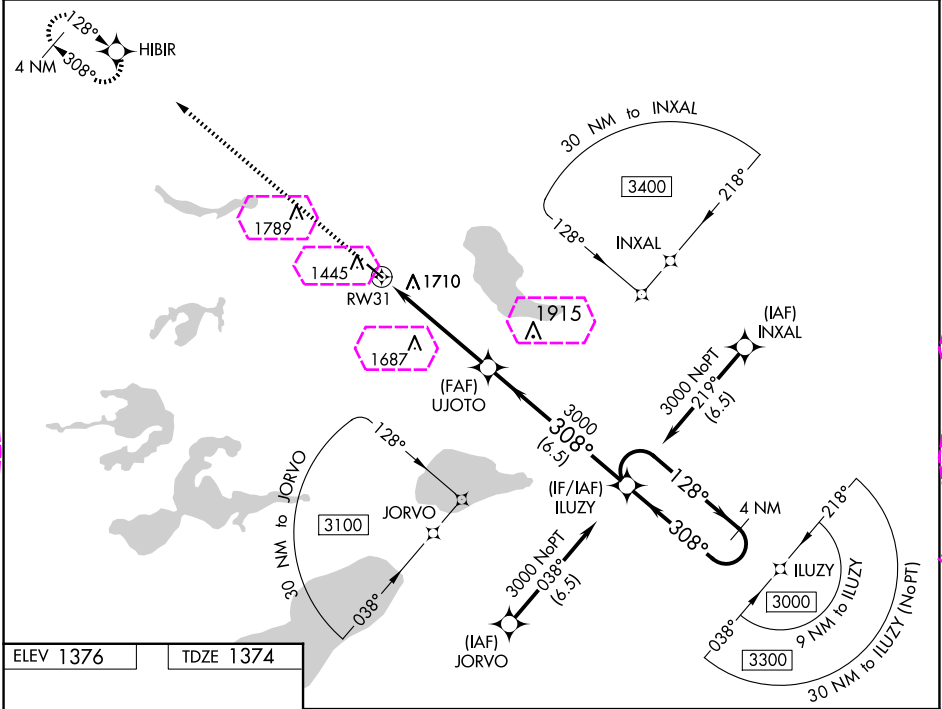 128°
HIBIR
4 NM
308°
30 NM to INXAL
3400
218°
128°
INXAL
1789
1445
1710
RW31
1915
1687
(IAF)
INXAL
(FAF)
UJOTO
3000 NoPT
219°
(6.5)
3000
308°
(6.5)
128°
30 NM to JORVO
3100
JORVO
038°
(IF/IAF)
ILUZY
128°
4 NM
308°
218°
3000 NoPT
038°
(6.5)
ILUZY
3000
9 NM to ILUZY
038°
3300
30 NM to ILUZY (NoPT)
(IAF)
JORVO
ELEV 1376
TDZE 1374